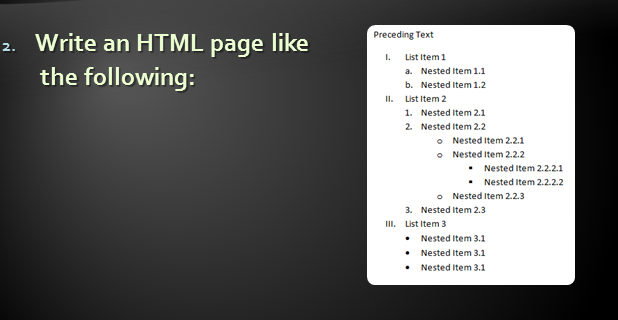 2. Write an HTML page like
the following:
Preceding Text
I. List Item 1
a. Nested Item 1.1
b. Nested Item 1.2
II. List Item 2
1. Nested Item 2.1
2. Nested Item 2.2
o Nested Item 2.2.1
o Nested Item 2.2.2
▪ Nested Item 2.2.2.1
▪ Nested Item 2.2.2.2
o Nested Item 2.2.3
3. Nested Item 2.3
III. List Item 3
• Nested Item 3.1
• Nested Item 3.1
• Nested Item 3.1